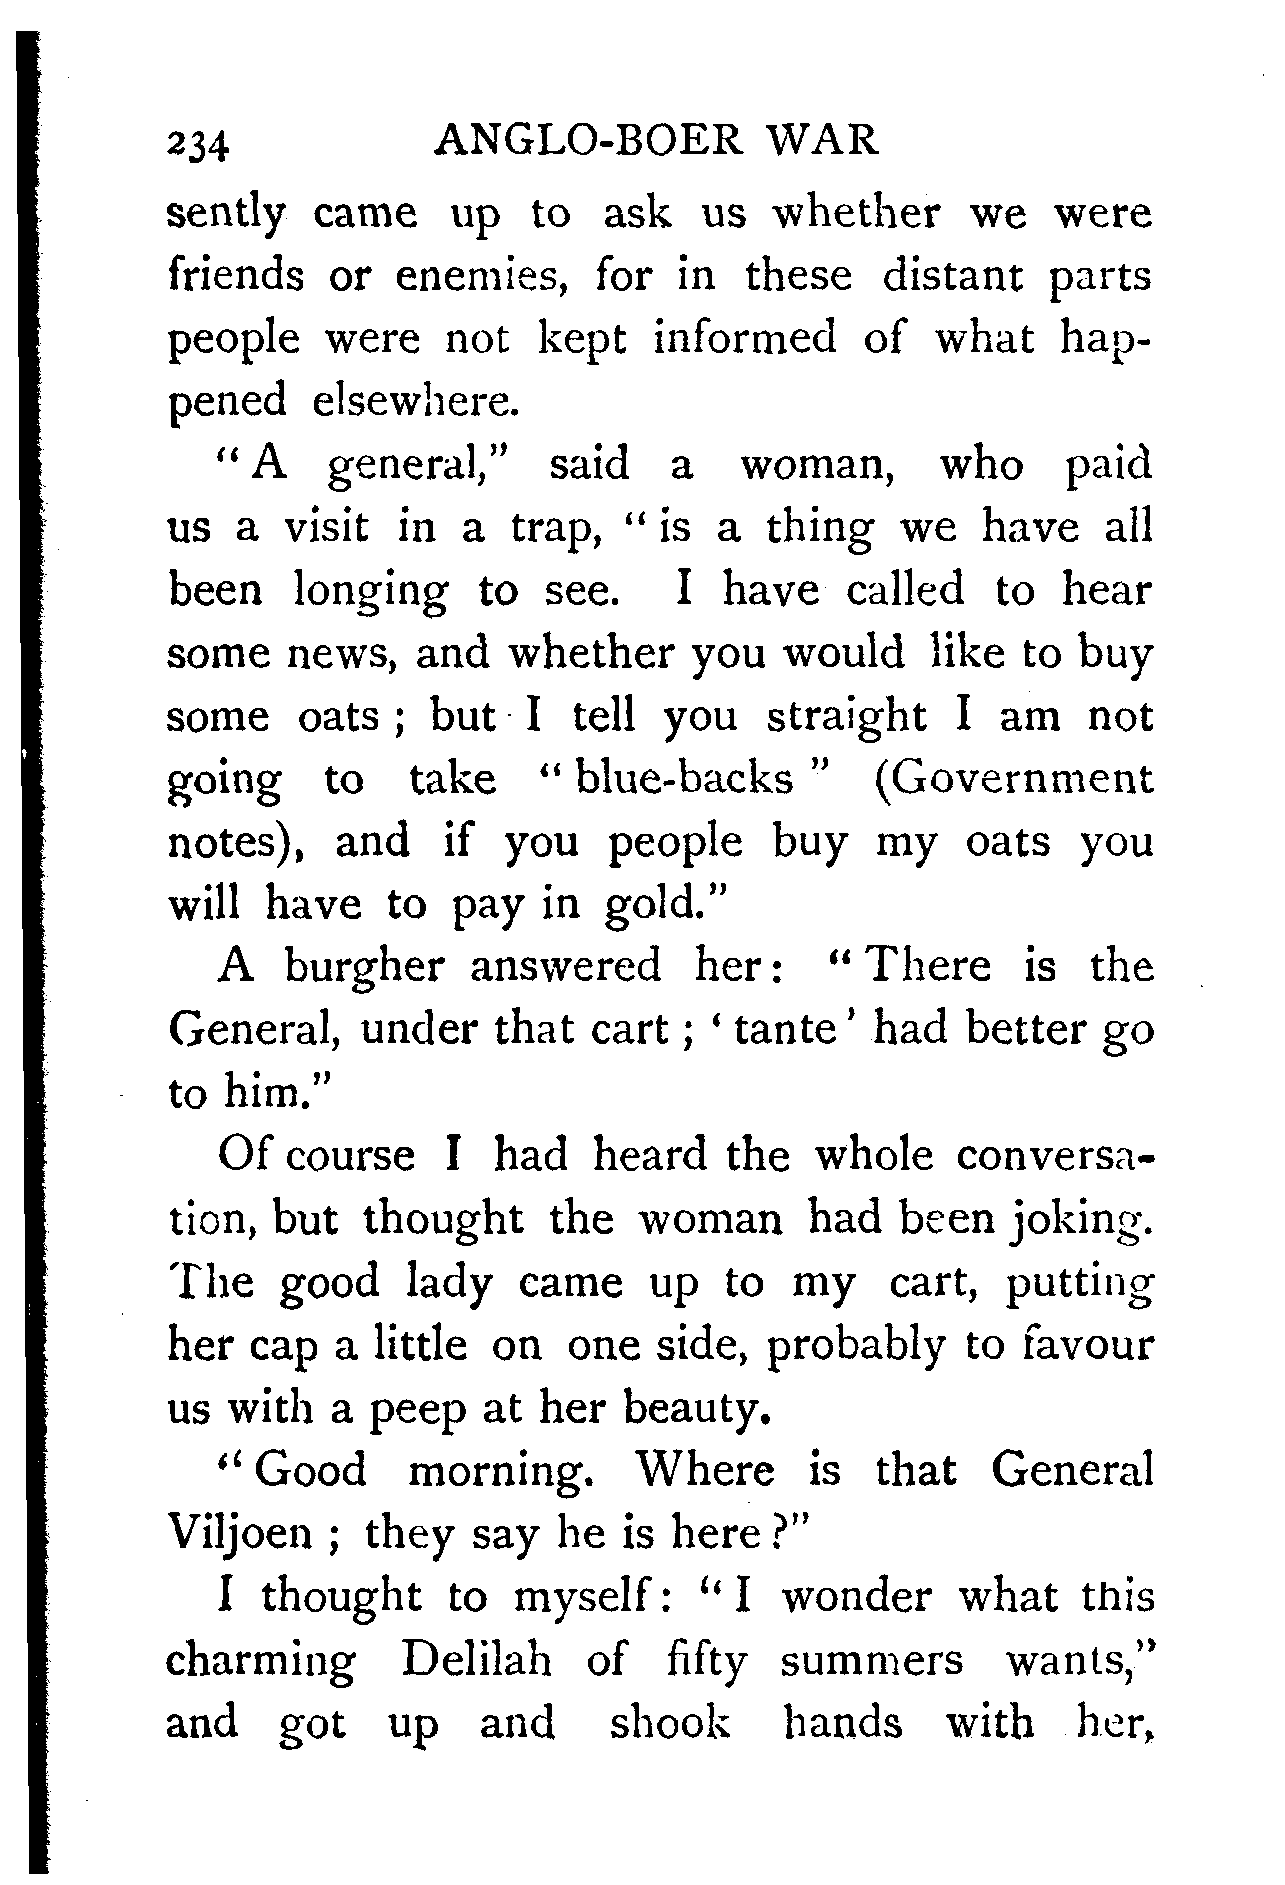 234 ANGLO-BOER WAR
sently came up to ask us whether we were
friends or enemies, for in these distant parts
people were not kept informed of what hap-
pened elsewhere.
" A general," said a woman, who paid
us a visit in a trap, " is a thing we have all
been longing to see. I have called to hear
some news, and whether you would like to buy
some oats ; but I tell you straight I am not
going to take " blue-backs " (Government
notes), and if you people buy my oats you
will have to pay in gold."
A burgher answered her : " There is the
General, under that cart ; ' tante ' had better go
to him."
Of course I had heard the whole conversa-
tion, but thought the woman had been joking.
The good lady came up to my cart, putting
her cap a little on one side, probably to favour
us with a peep at her beauty.
" Good morning. Where is that General
Viljoen ; they say he is here ?"
I thought to myself : " I wonder what this
charming Delilah of fifty summers wants,"
and got up and shook hands with her,